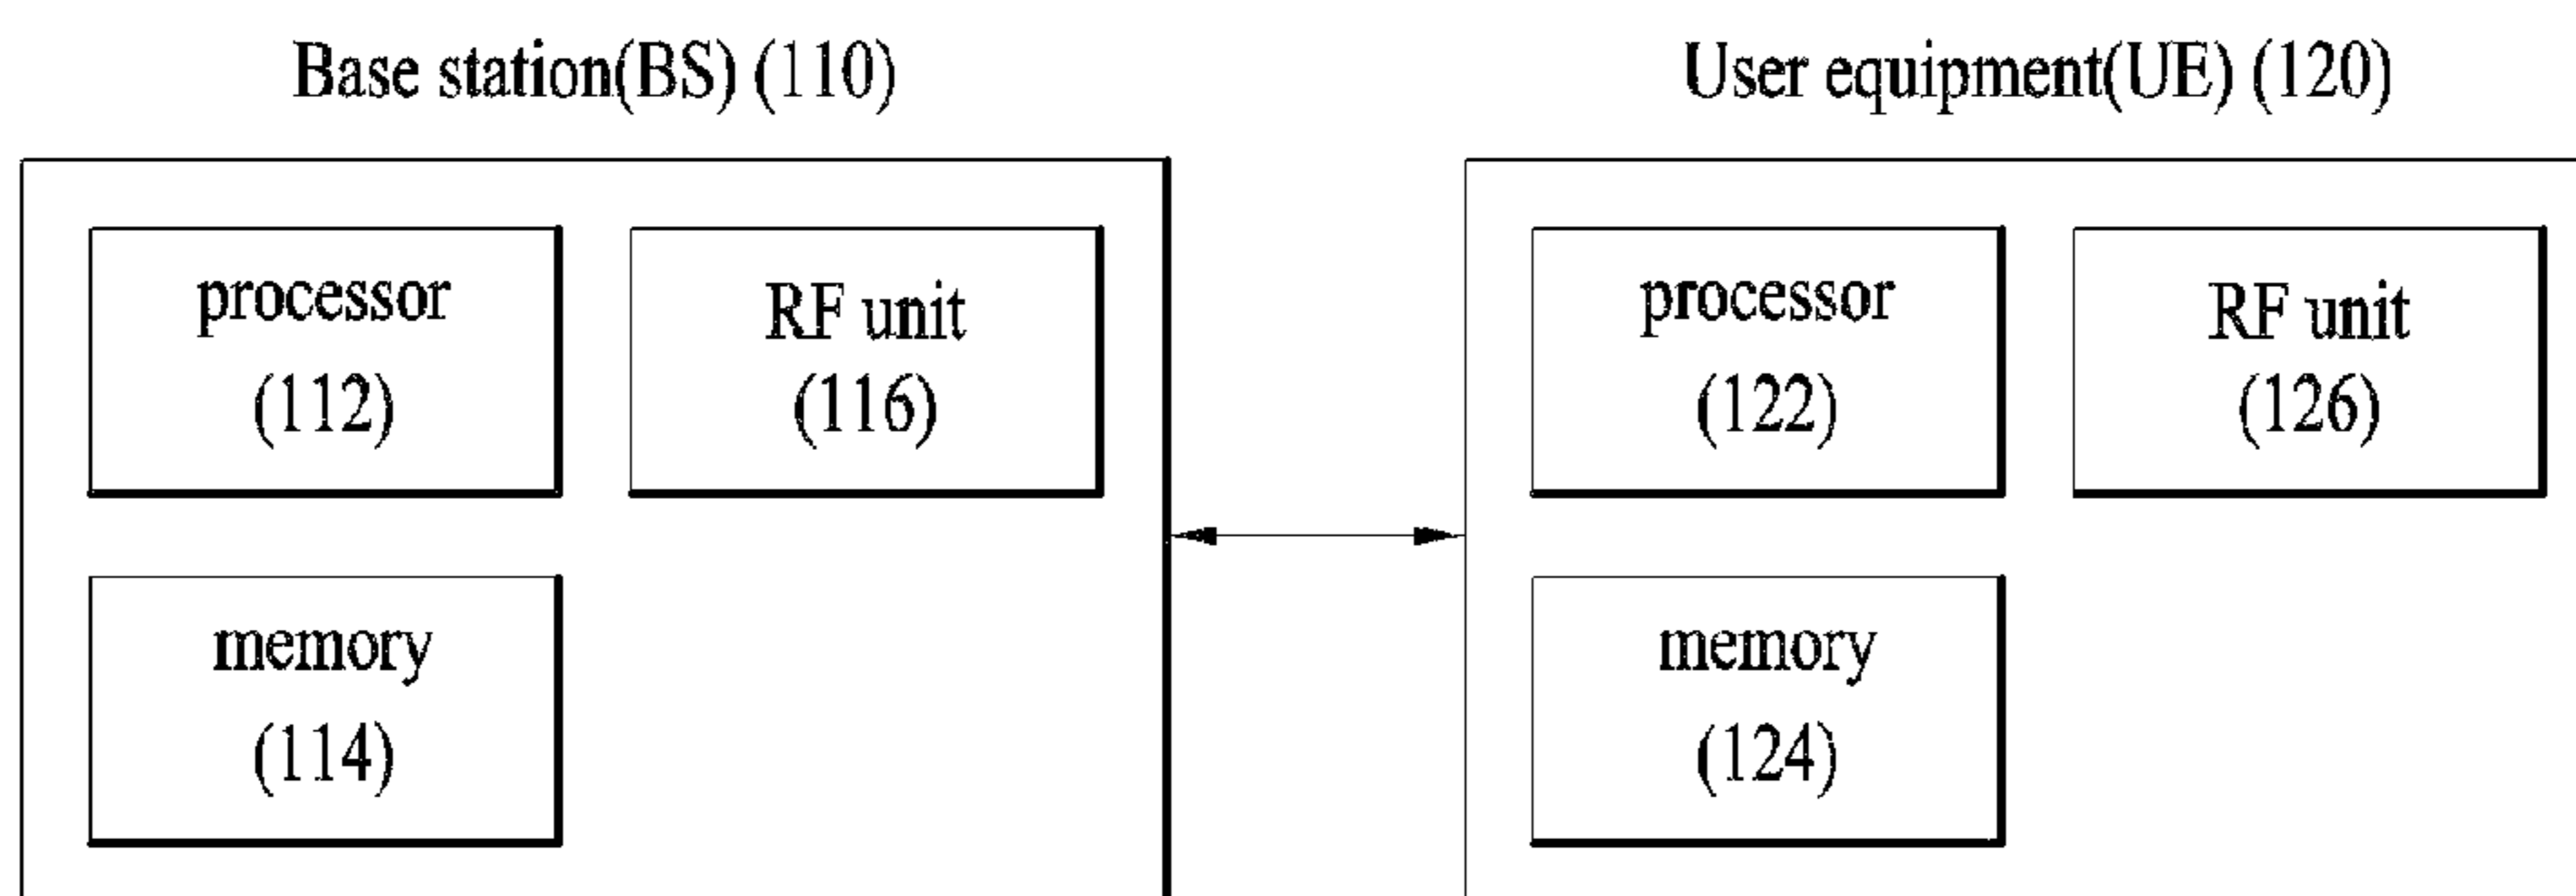 Base station(BS) (110)
User equipment(UE) (120)
processor
(112)
RF unit
(116)
processor
(122)
RF unit
(126)
memory
(114)
memory
(124)